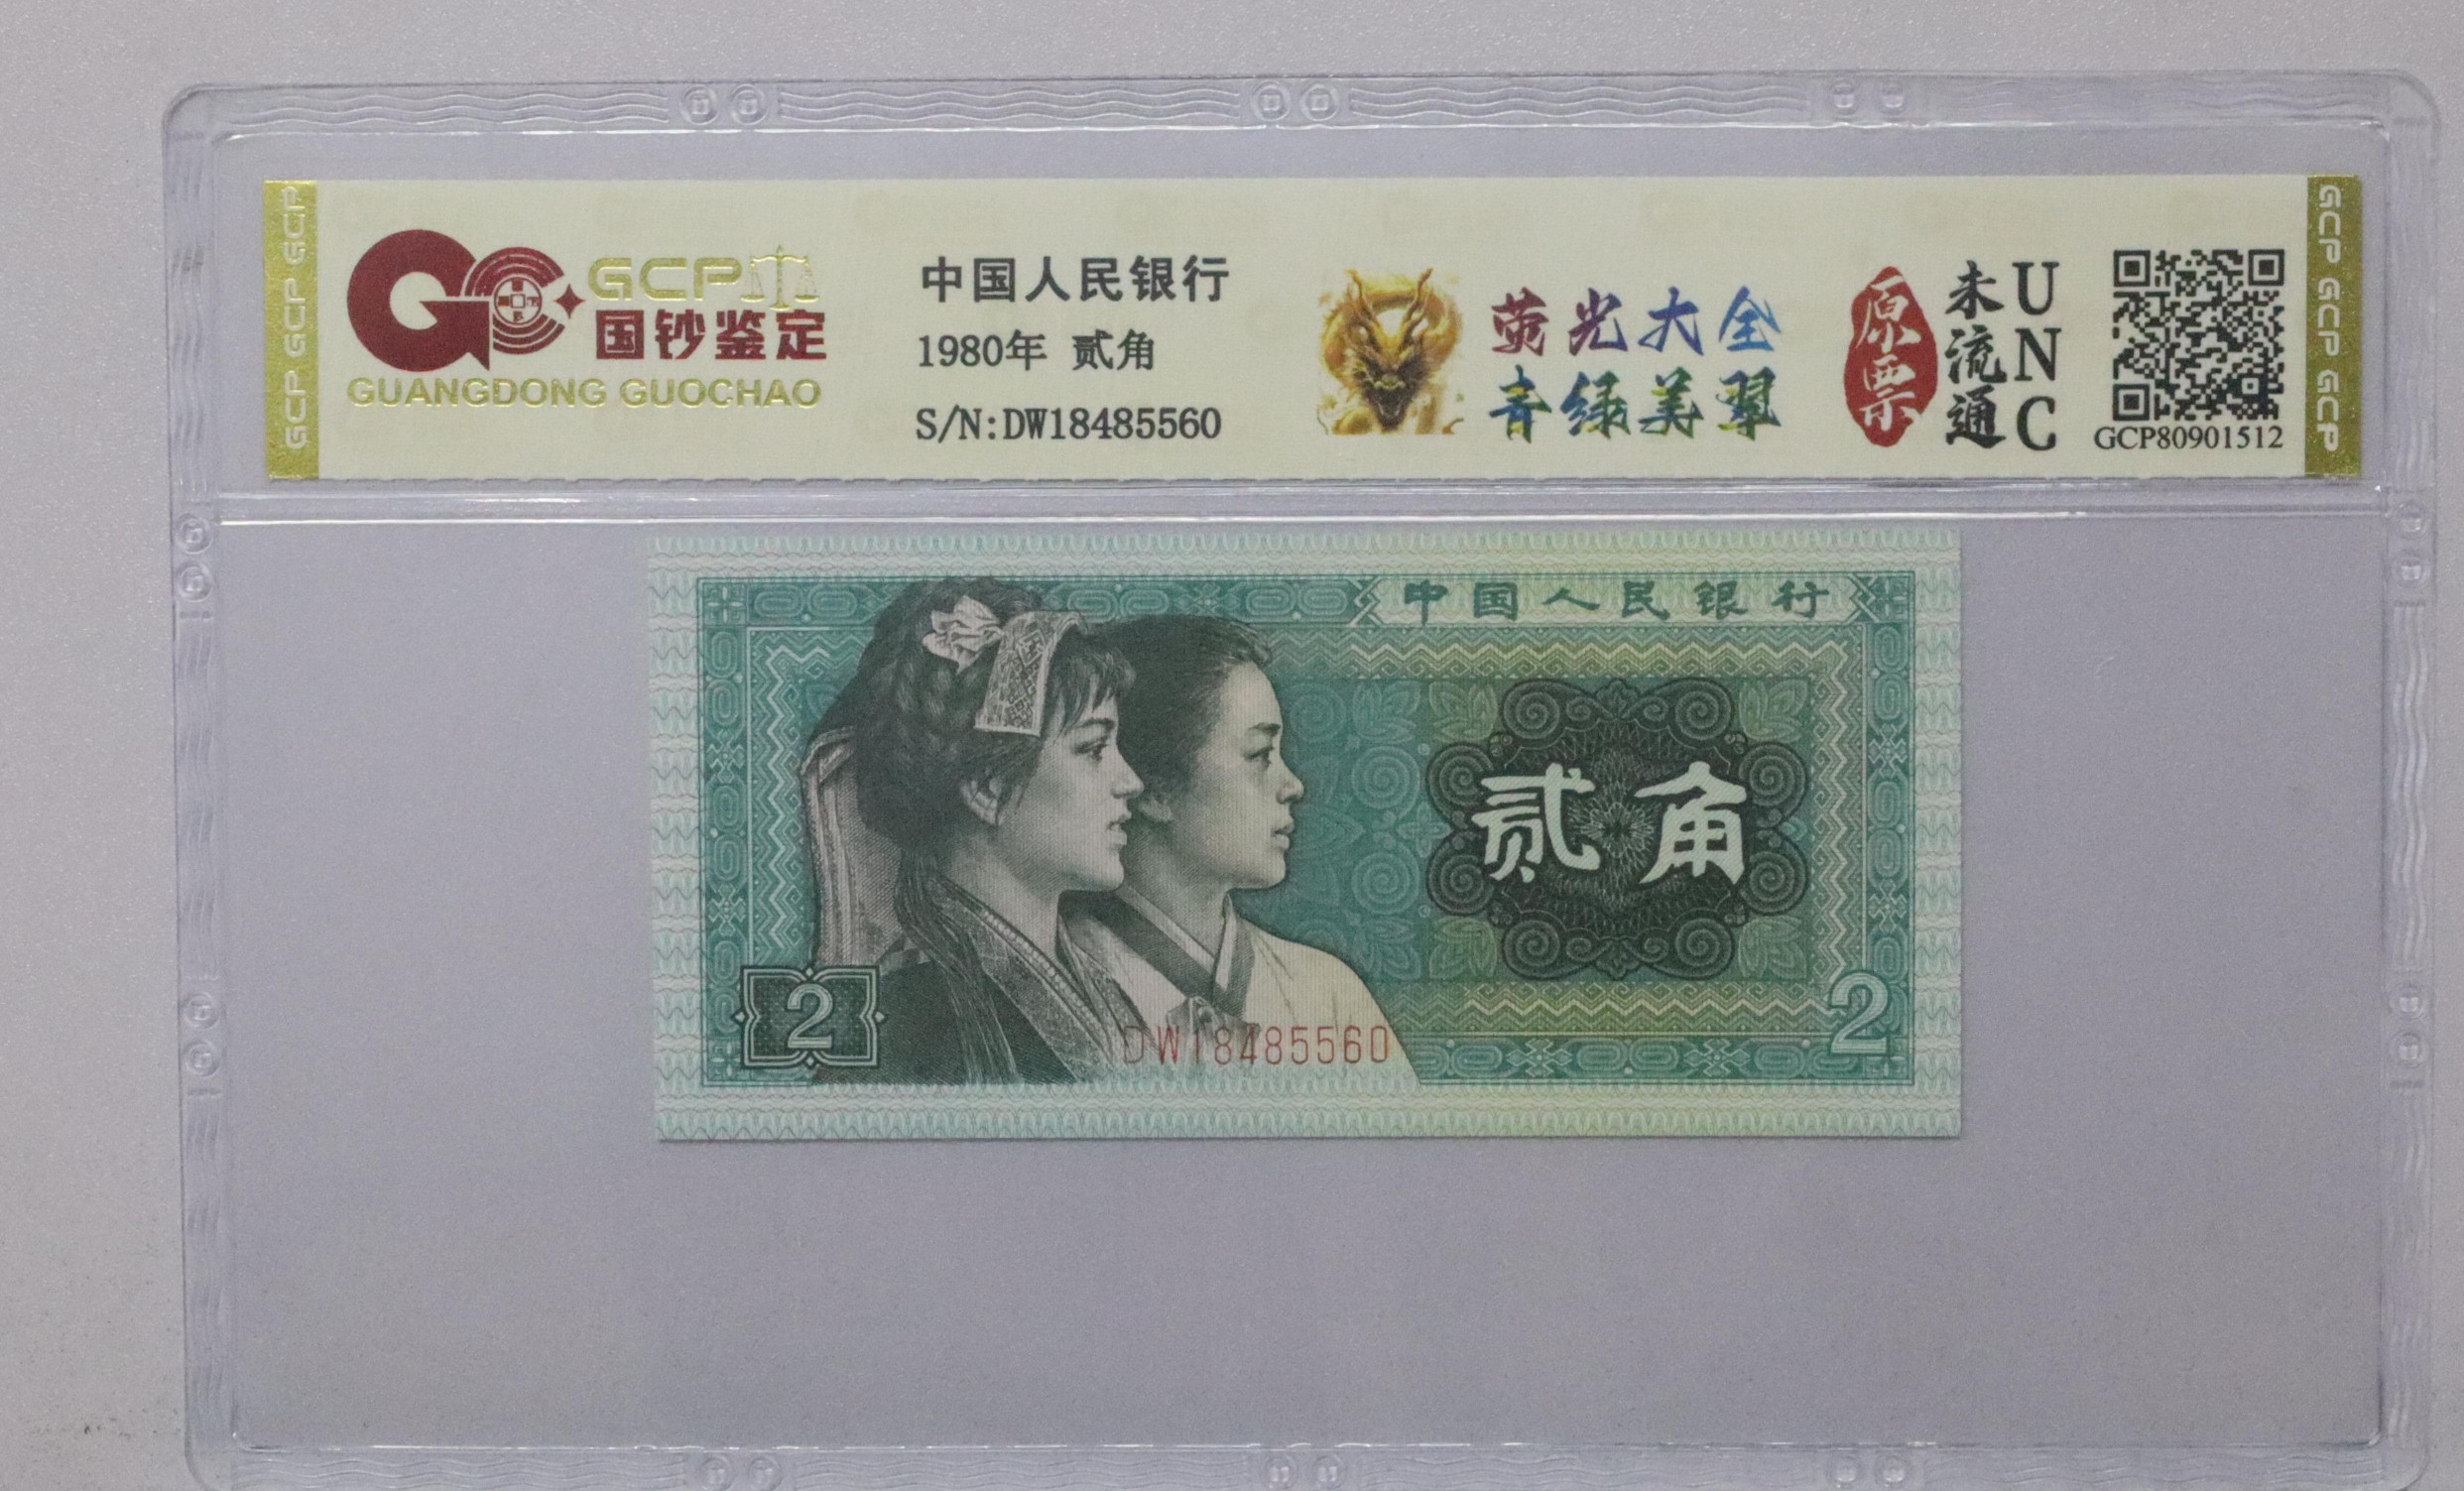 GCP GCP GCP GCP
GCP
国钞鉴定
GUANGDONG GUOCHAO
中国人民银行
1980年 贰角
S/N:DW18485560
荧光大全
青绿美翠
原票
未流通
UNC
GCP80901512
GCP GCP GCP GCP
中国人民银行
贰角
2
DW18485560
2